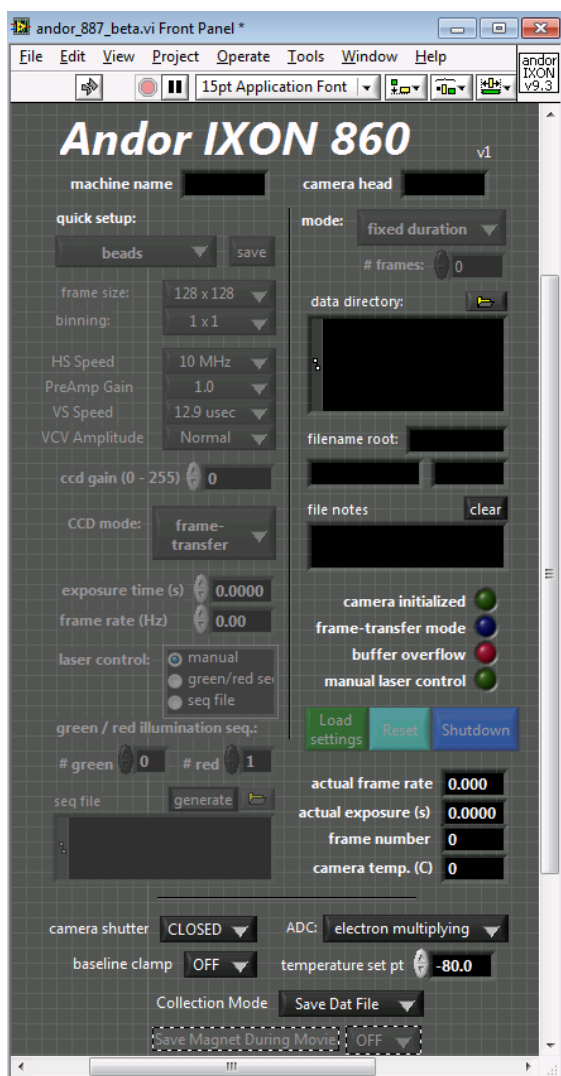 andor_887_beta.vi Front Panel *
File Edit View Project Operate Tools Window Help
andor
IXON
v9.3
15pt Application Font
Andor IXON 860
v1
machine name
camera head
quick setup:
beads
save
frame size: 128 x 128
binning: 1 x 1
HS Speed 10 MHz
PreAmp Gain 1.0
VS Speed 12.9 usec
VCV Amplitude Normal
ccd gain (0 - 255) 0
CCD mode: frame-
transfer
exposure time (s) 0.0000
frame rate (Hz) 0.00
laser control: manual
green/red se
seq file
green / red illumination seq.:
# green 0 # red 1
seq file generate
mode: fixed duration
# frames: 0
data directory:
filename root:
file notes clear
camera initialized
frame-transfer mode
buffer overflow
manual laser control
Load
settings
Reset
Shutdown
actual frame rate 0.000
actual exposure (s) 0.0000
frame number 0
camera temp. (C) 0
camera shutter CLOSED ADC: electron multiplying
baseline clamp OFF temperature set pt -80.0
Collection Mode Save Dat File
Save Magnet During Movie OFF